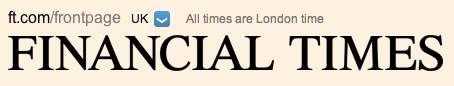 ft.com/frontpage UK All times are London time
FINANCIAL TIMES